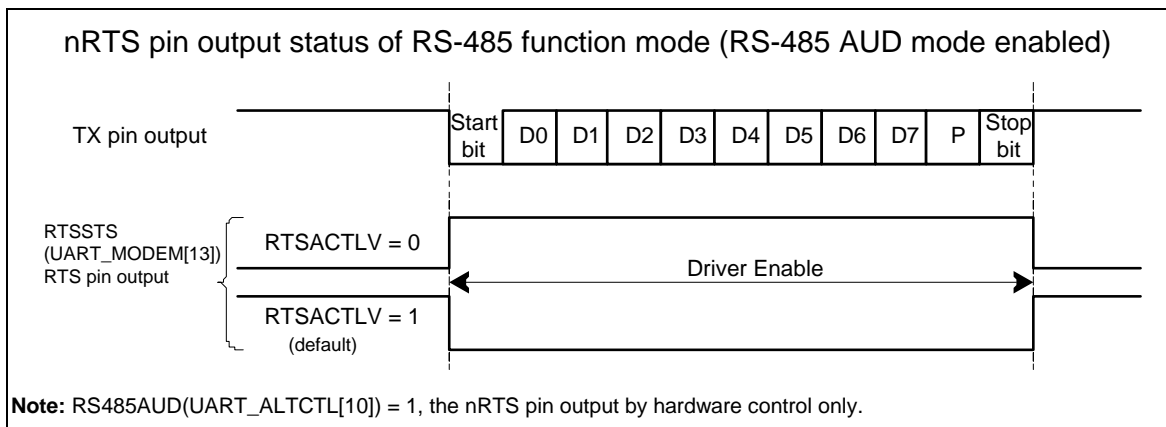 nRTS pin output status of RS-485 function mode (RS-485 AUD mode enabled)
TX pin output
Start bit
D0
D1
D2
D3
D4
D5
D6
D7
P
Stop bit
RTSSTS
(UART_MODEM[13])
RTS pin output
RTSACTLV = 0
Driver Enable
RTSACTLV = 1
(default)
Note: RS485AUD(UART_ALTCTL[10]) = 1, the nRTS pin output by hardware control only.